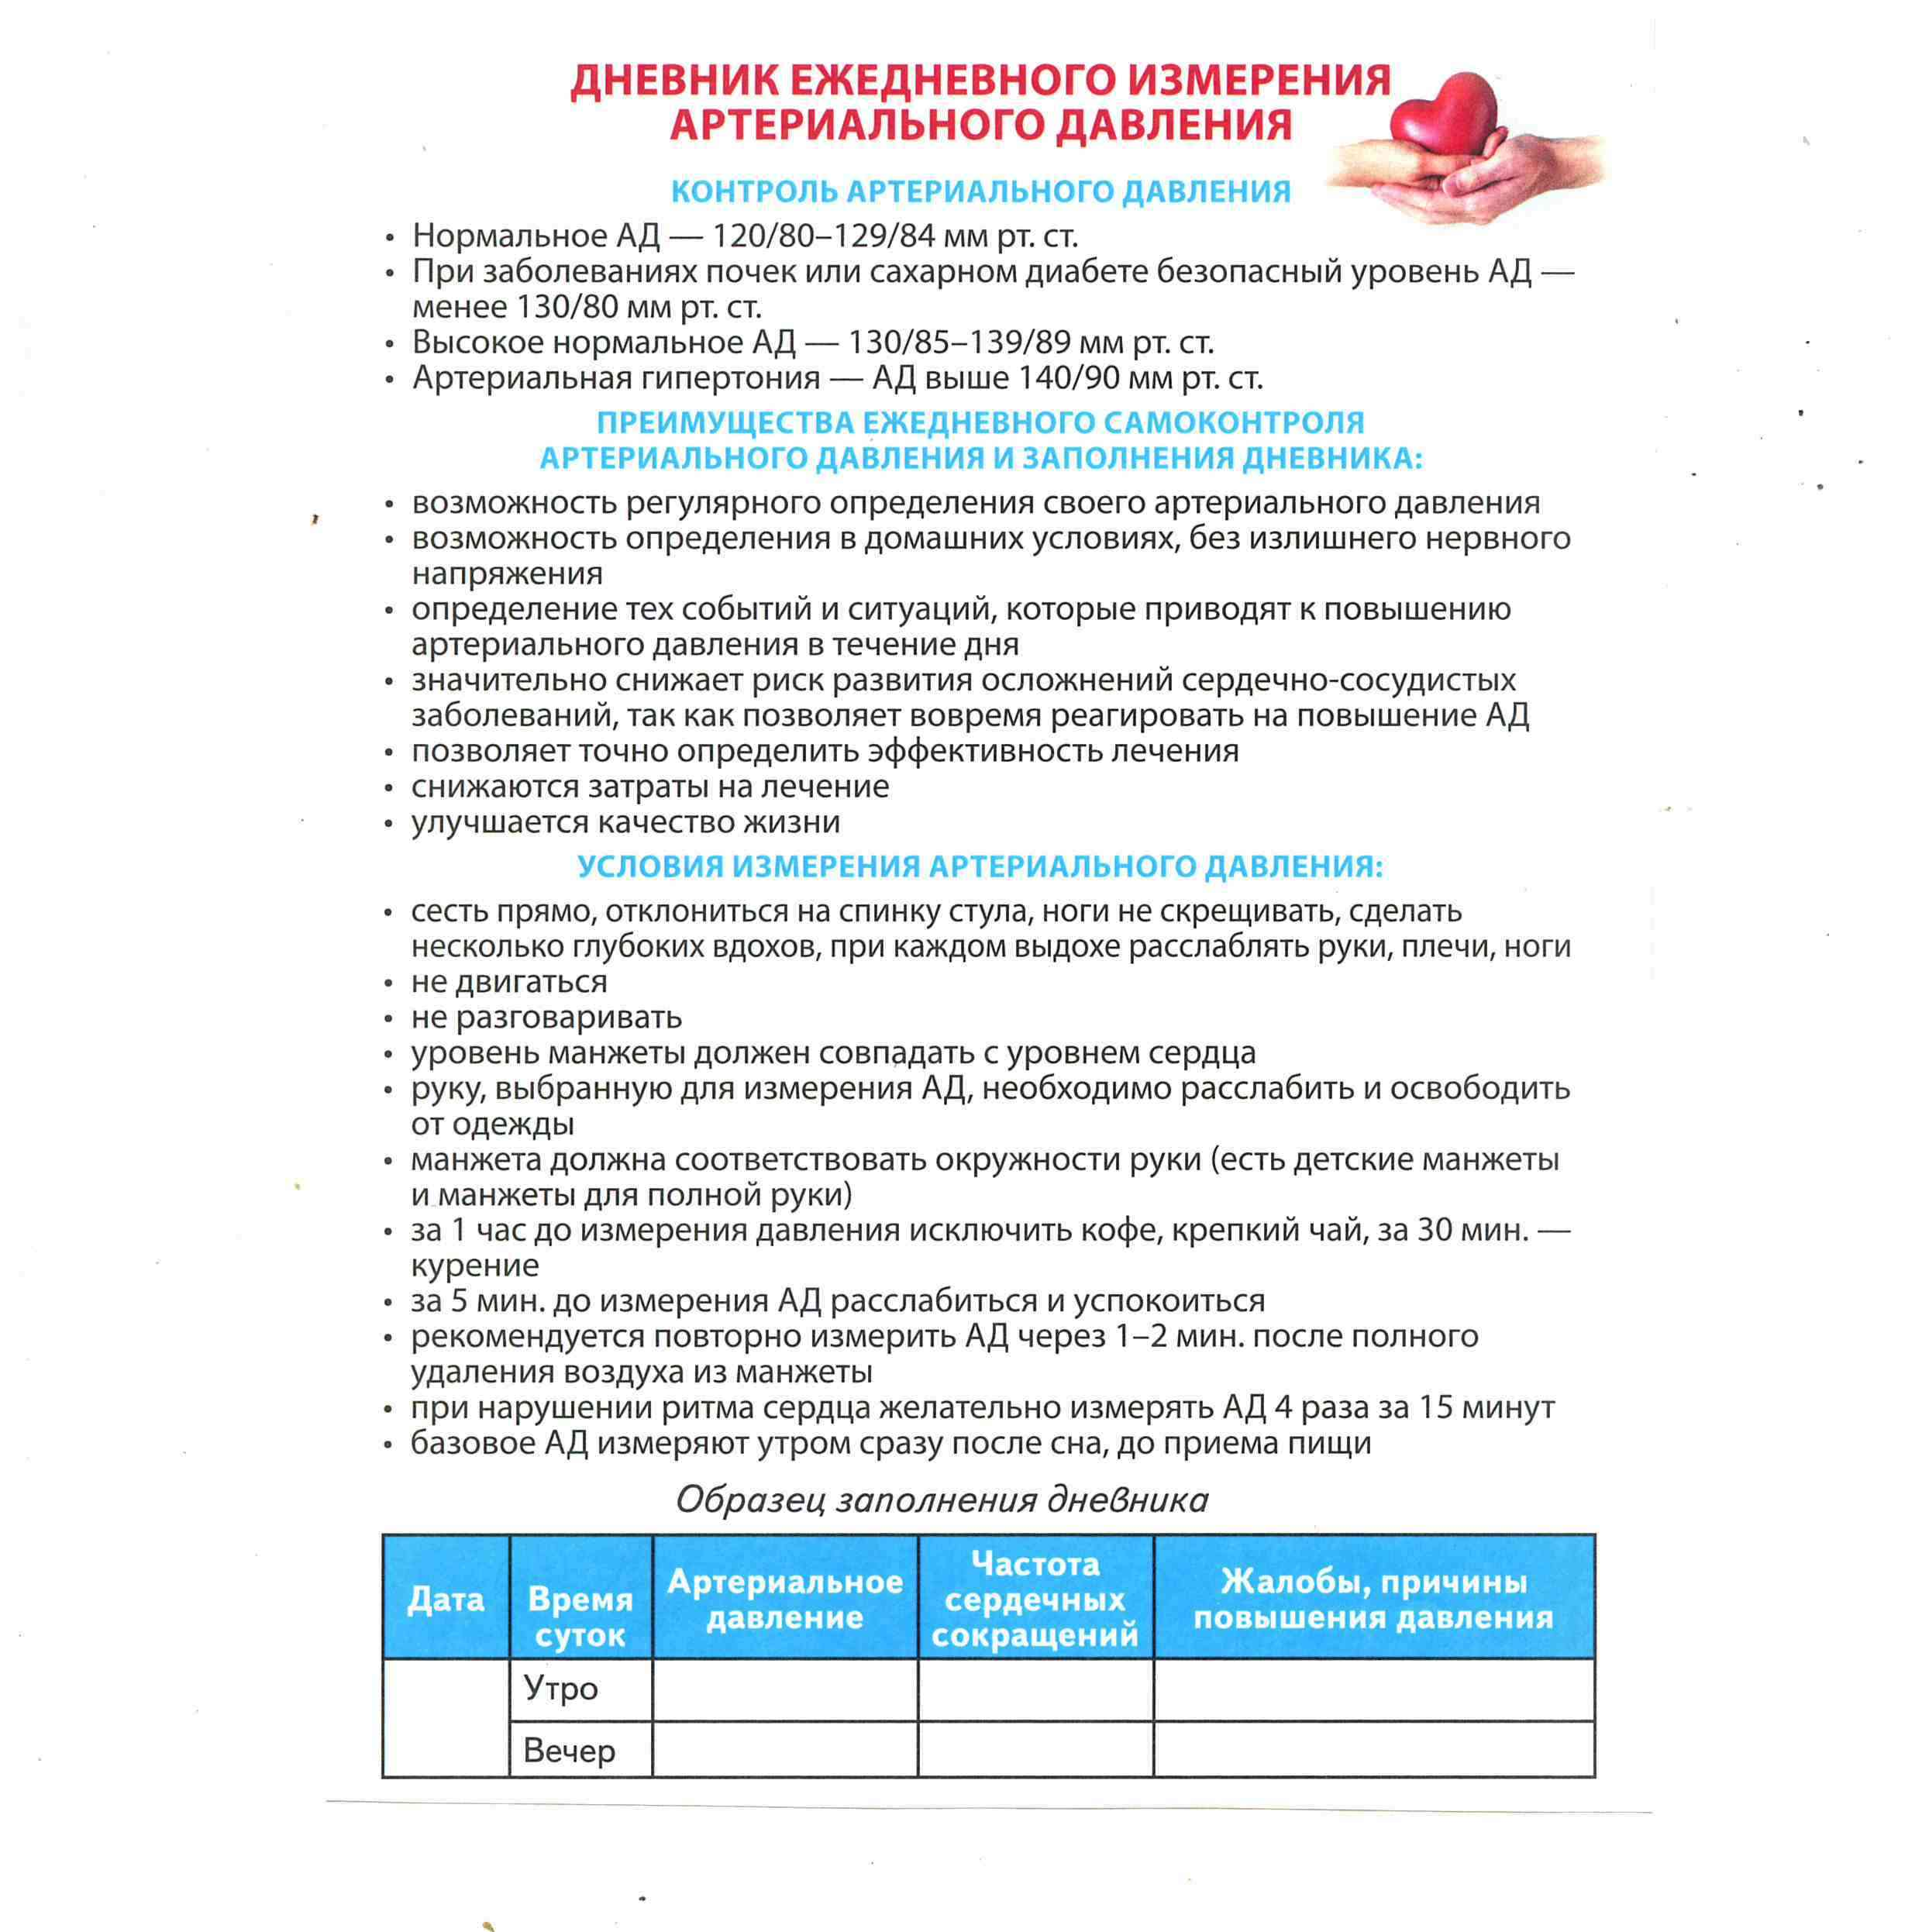 ДНЕВНИК ЕЖЕДНЕВНОГО ИЗМЕРЕНИЯ
АРТЕРИАЛЬНОГО ДАВЛЕНИЯ
КОНТРОЛЬ АРТЕРИАЛЬНОГО ДАВЛЕНИЯ
• Нормальное АД — 120/80–129/84 мм рт. ст.
• При заболеваниях почек или сахарном диабете безопасный уровень АД —
менее 130/80 мм рт. ст.
• Высокое нормальное АД — 130/85–139/89 мм рт. ст.
• Артериальная гипертония — АД выше 140/90 мм рт. ст.
ПРЕИМУЩЕСТВА ЕЖЕДНЕВНОГО САМОКОНТРОЛЯ
АРТЕРИАЛЬНОГО ДАВЛЕНИЯ И ЗАПОЛНЕНИЯ ДНЕВНИКА:
• возможность регулярного определения своего артериального давления
• возможность определения в домашних условиях, без излишнего нервного
напряжения
• определение тех событий и ситуаций, которые приводят к повышению
артериального давления в течение дня
• значительно снижает риск развития осложнений сердечно-сосудистых
заболеваний, так как позволяет вовремя реагировать на повышение АД
• позволяет точно определить эффективность лечения
• снижаются затраты на лечение
• улучшается качество жизни
УСЛОВИЯ ИЗМЕРЕНИЯ АРТЕРИАЛЬНОГО ДАВЛЕНИЯ:
• сесть прямо, отклониться на спинку стула, ноги не скрещивать, сделать
несколько глубоких вдохов, при каждом выдохе расслаблять руки, плечи, ноги
• не двигаться
• не разговаривать
• уровень манжеты должен совпадать с уровнем сердца
• руку, выбранную для измерения АД, необходимо расслабить и освободить
от одежды
• манжета должна соответствовать окружности руки (есть детские манжеты
и манжеты для полной руки)
• за 1 час до измерения давления исключить кофе, крепкий чай, за 30 мин. —
курение
• за 5 мин. до измерения АД расслабиться и успокоиться
• рекомендуется повторно измерить АД через 1–2 мин. после полного
удаления воздуха из манжеты
• при нарушении ритма сердца желательно измерять АД 4 раза за 15 минут
• базовое АД измеряют утром сразу после сна, до приема пищи
Образец заполнения дневника
Дата
Время
суток
Артериальное
давление
Частота
сердечных
сокращений
Жалобы, причины
повышения давления
Утро
Вечер